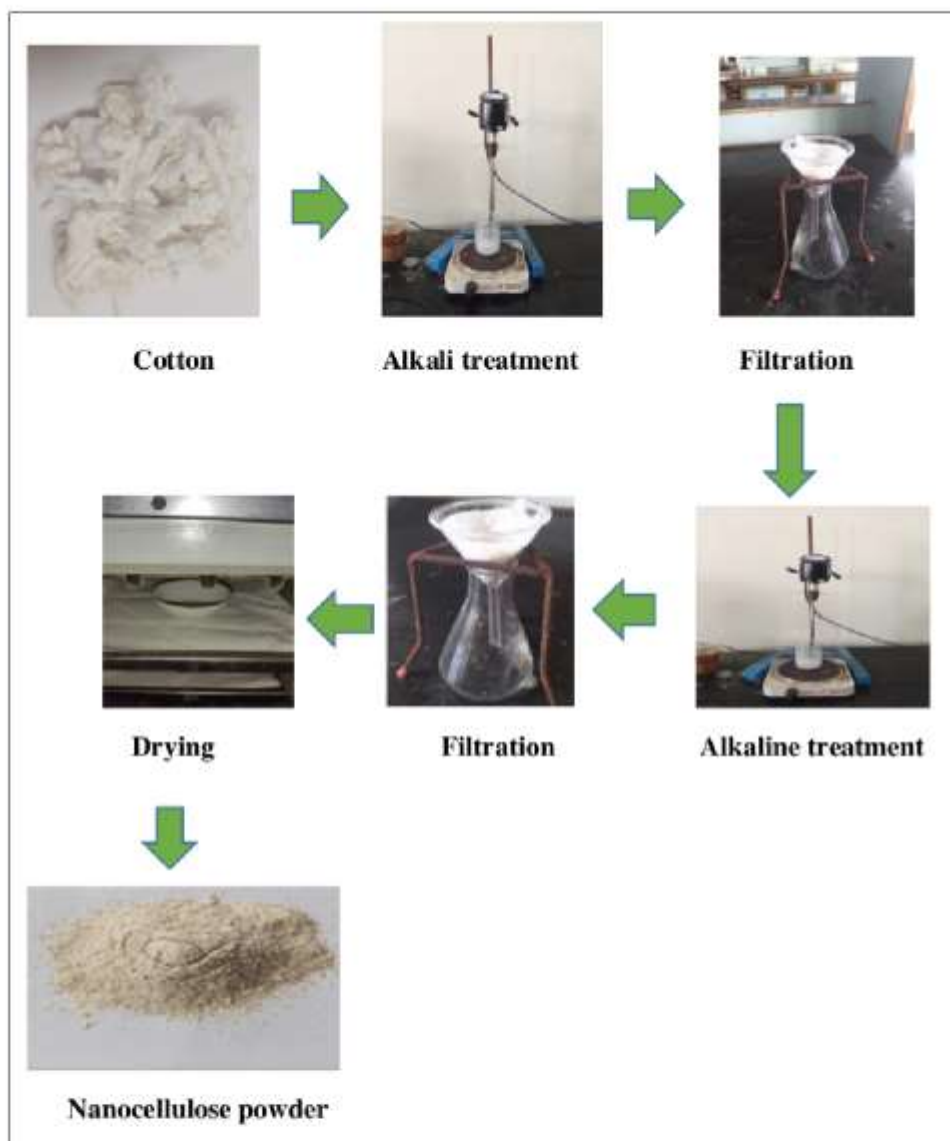 Cotton
Alkali treatment
Filtration
Alkaline treatment
Filtration
Drying
Nanocellulose powder